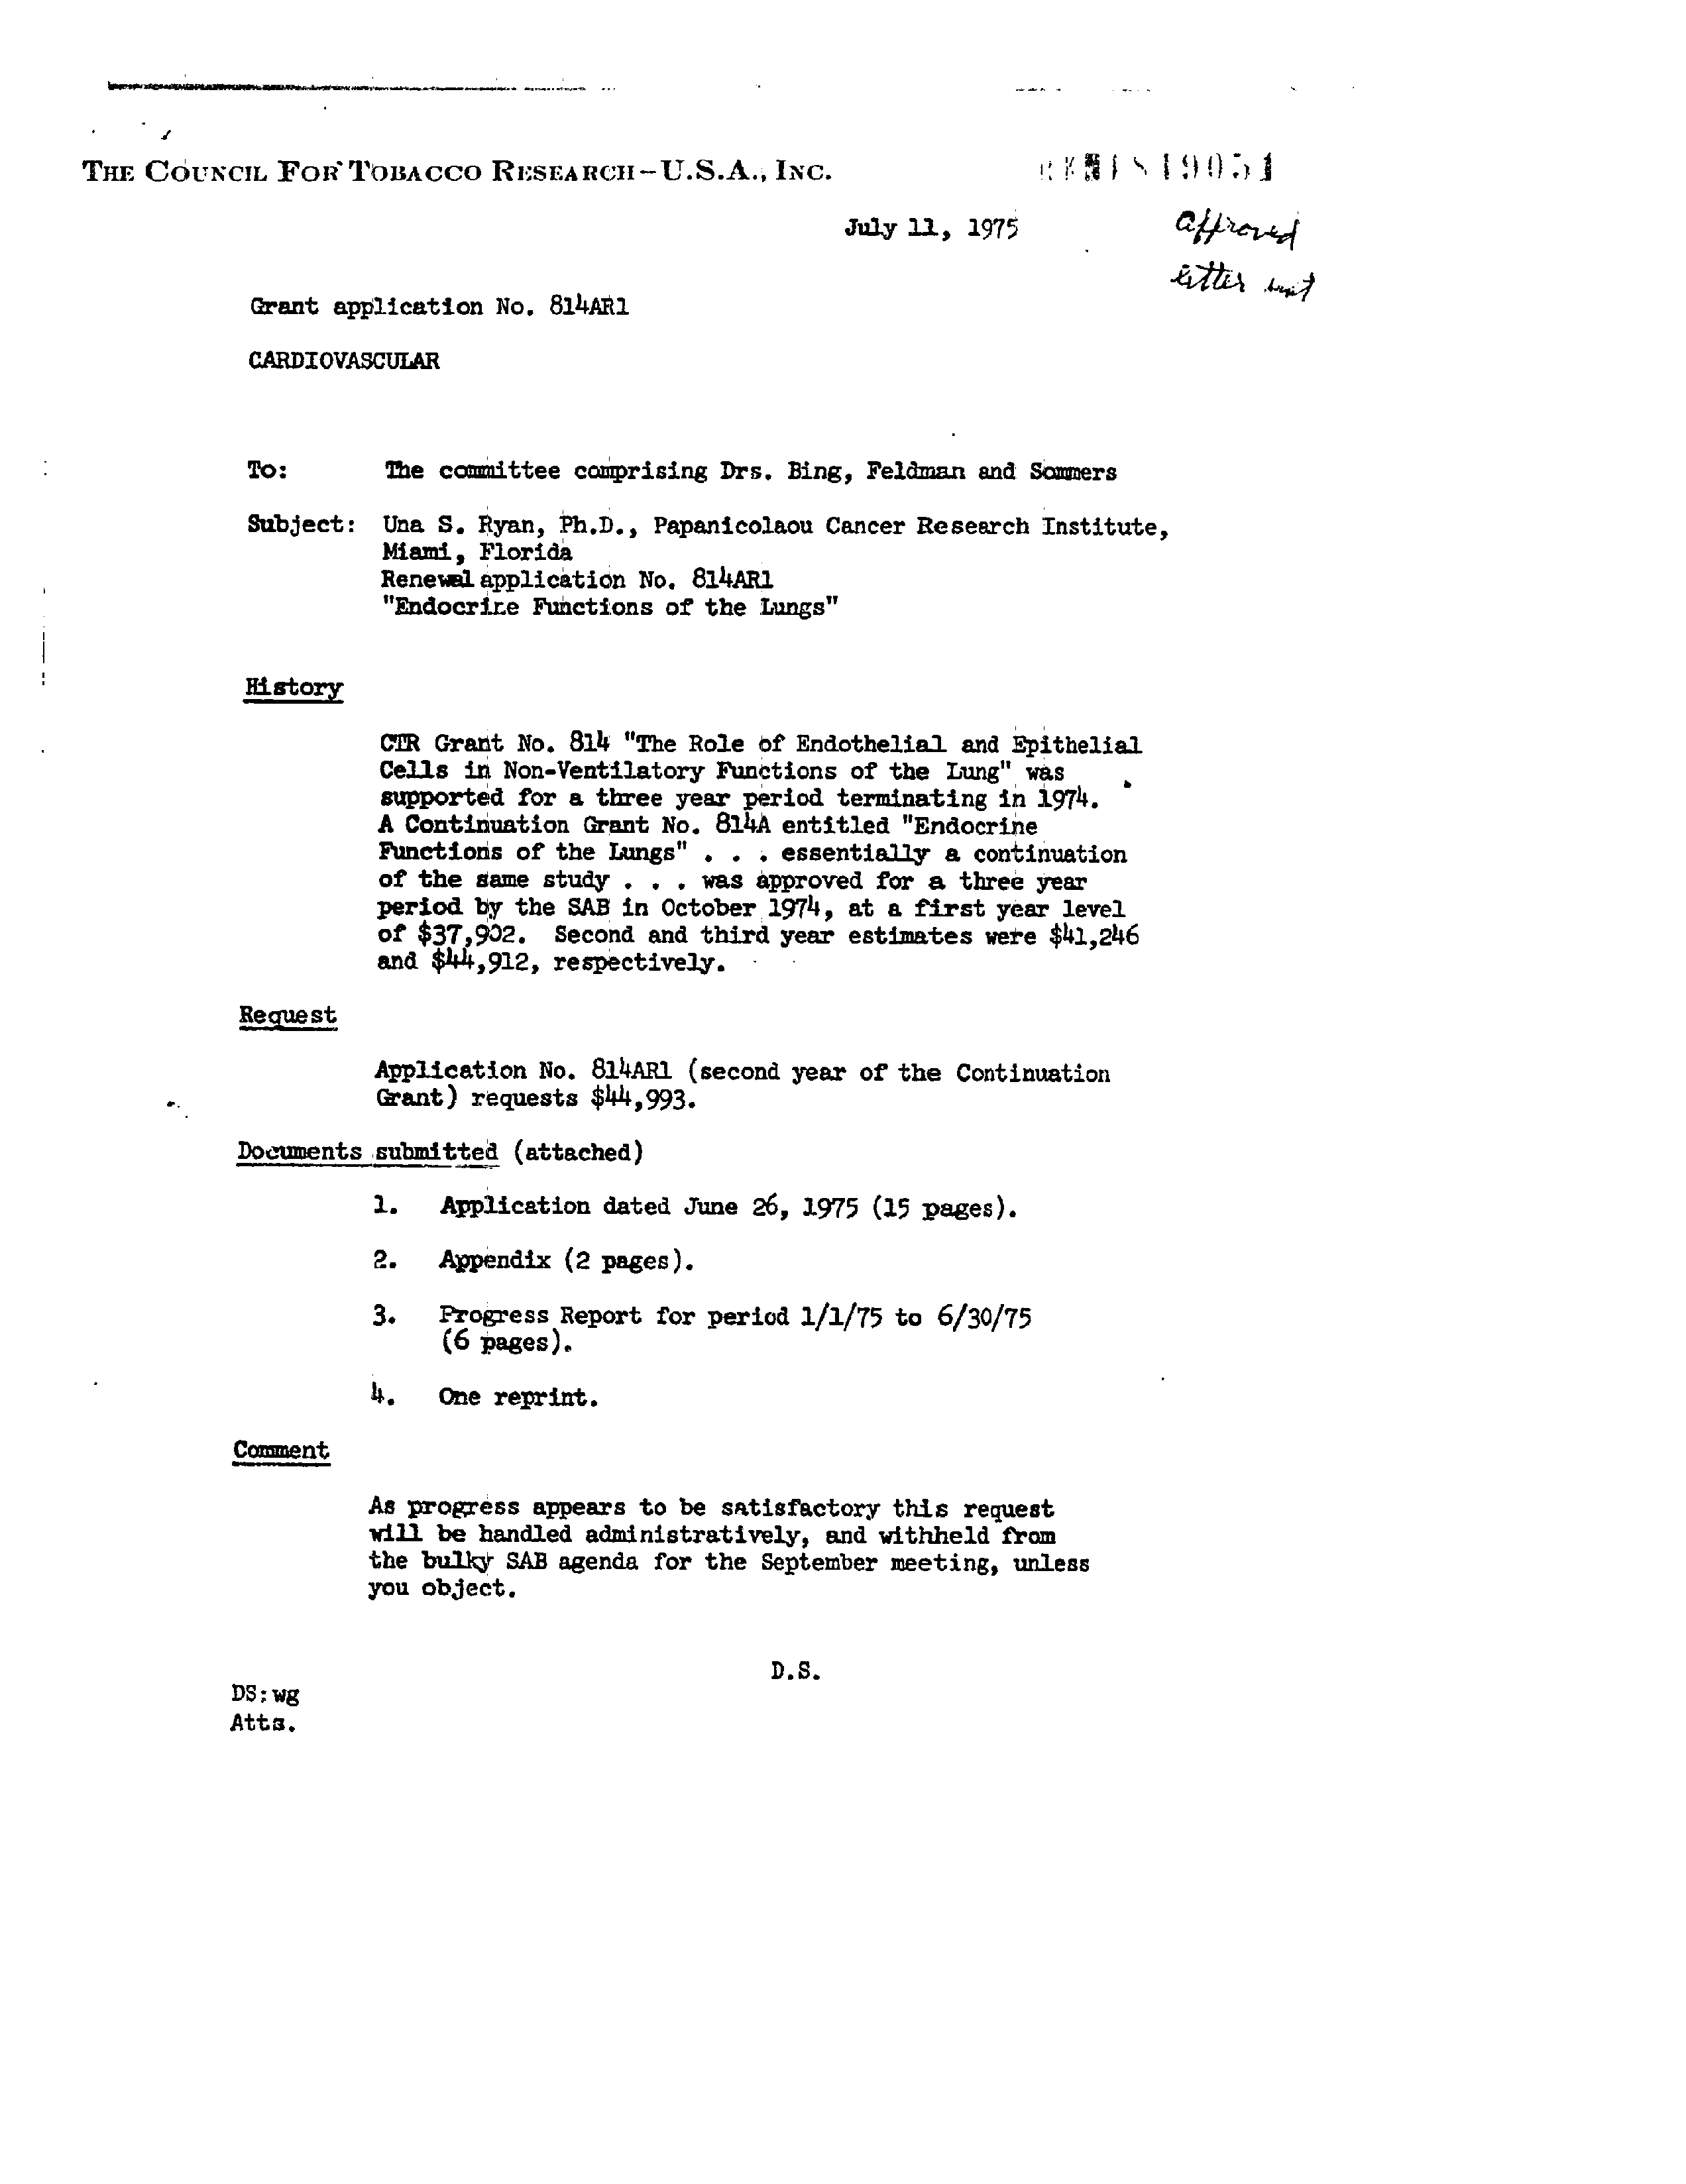 THE COUNCIL FOR TOBACCO RESEARCH-U.S.A., INC.
July 11, 1975
approved
letter sent
Grant application No. 814AR1
CARDIOVASCULAR
To: The committee comprising Drs. Bing, Feldman and Sommers
Subject: Una S. Ryan, Ph.D., Papanicolaou Cancer Research Institute,
Miami, Florida
Renewal application No. 814AR1
"Endocrine Functions of the Lungs"
History
CTR Grant No. 814 "The Role of Endothelial and Epithelial
Cells in Non-Ventilatory Functions of the Lung" was
supported for a three year period terminating in 1974.
A Continuation Grant No. 814A entitled "Endocrine
Functions of the Lungs" . . . essentially a continuation
of the same study . . . was approved for a three year
period by the SAB in October 1974, at a first year level
of $37,902. Second and third year estimates were $41,246
and $44,912, respectively.
Request
Application No. 814AR1 (second year of the Continuation
Grant) requests $44,993.
Documents submitted (attached)
1. Application dated June 26, 1975 (15 pages).
2. Appendix (2 pages).
3. Progress Report for period 1/1/75 to 6/30/75
(6 pages).
4. One reprint.
Comment
As progress appears to be satisfactory this request
will be handled administratively, and withheld from
the bulky SAB agenda for the September meeting, unless
you object.
D.S.
DS:wg
Atts.